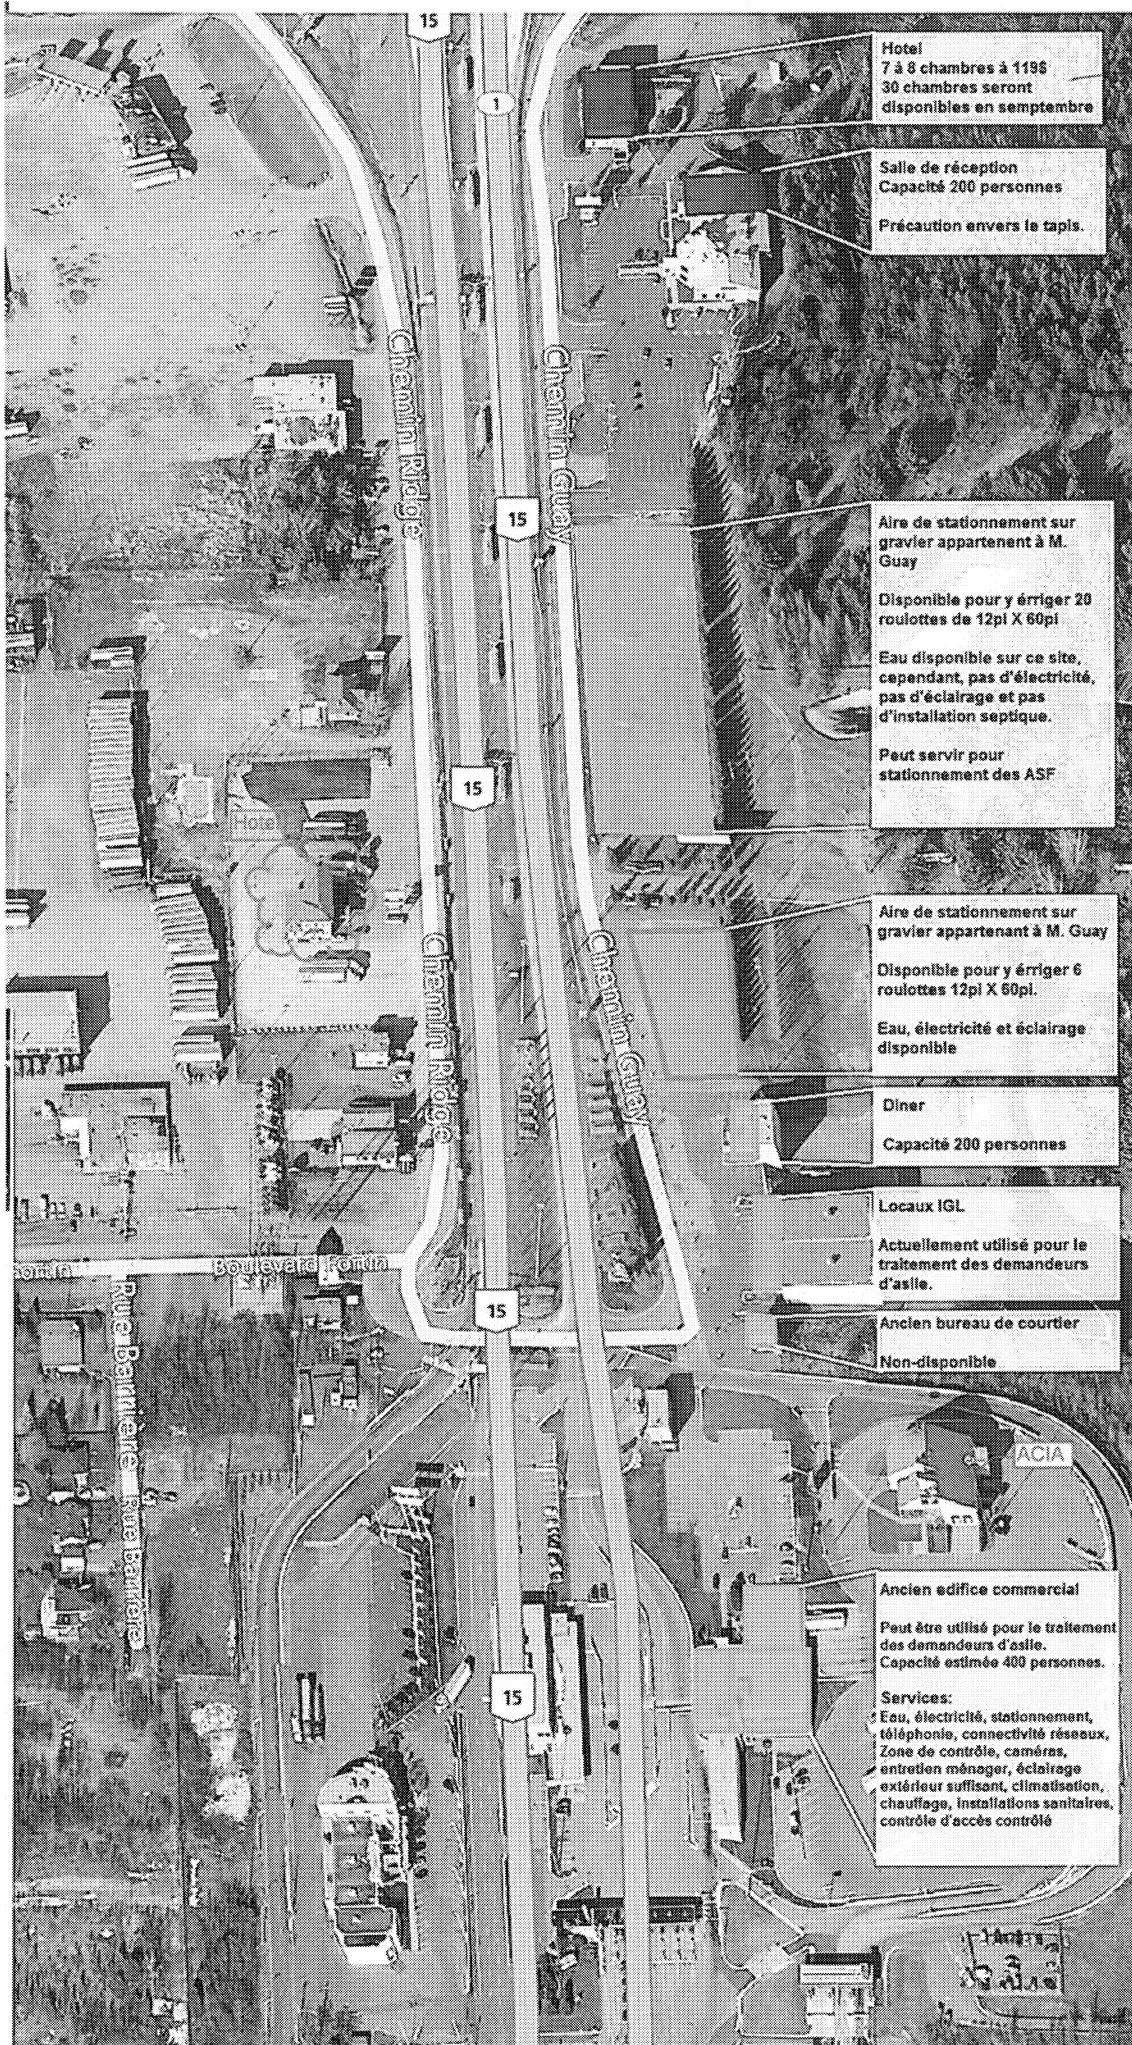 15
1
Hotel
7 à 8 chambres à 119$
30 chambres seront
disponibles en semptembre
Salle de réception
Capacité 200 personnes
Précaution envers le tapis.
Chemin Ridge
Chemin Guay
15
Aire de stationnement sur
gravier appartenent à M.
Guay
Disponible pour y érriger 20
roulottes de 12pi X 60pi
Eau disponible sur ce site,
cependant, pas d'électricité,
pas d'éclairage et pas
d'installation septique.
Peut servir pour
stationnement des ASF
15
Hotel
Aire de stationnement sur
gravier appartenant à M. Guay
Disponible pour y érriger 6
roulottes 12pi X 60pi.
Eau, électricité et éclairage
disponible
Chemin Ridge
Chemin Guay
Diner
Capacité 200 personnes
Locaux IGL
Actuellement utilisé pour le
traitement des demandeurs
d'asile.
Fortin
Boulevard Fortin
15
Ancien bureau de courtier
Non-disponible
Rue Barrière
Rue Barrière
ACIA
Ancien edifice commercial
Peut être utilisé pour le traitement
des demandeurs d'asile.
Capacité estimée 400 personnes.
Services:
Eau, électricité, stationnement,
téléphonie, connectivité réseaux,
Zone de contrôle, caméras,
entretien ménager, éclairage
extérieur suffisant, climatisation,
chauffage, installations sanitaires,
contrôle d'accès contrôlé
15